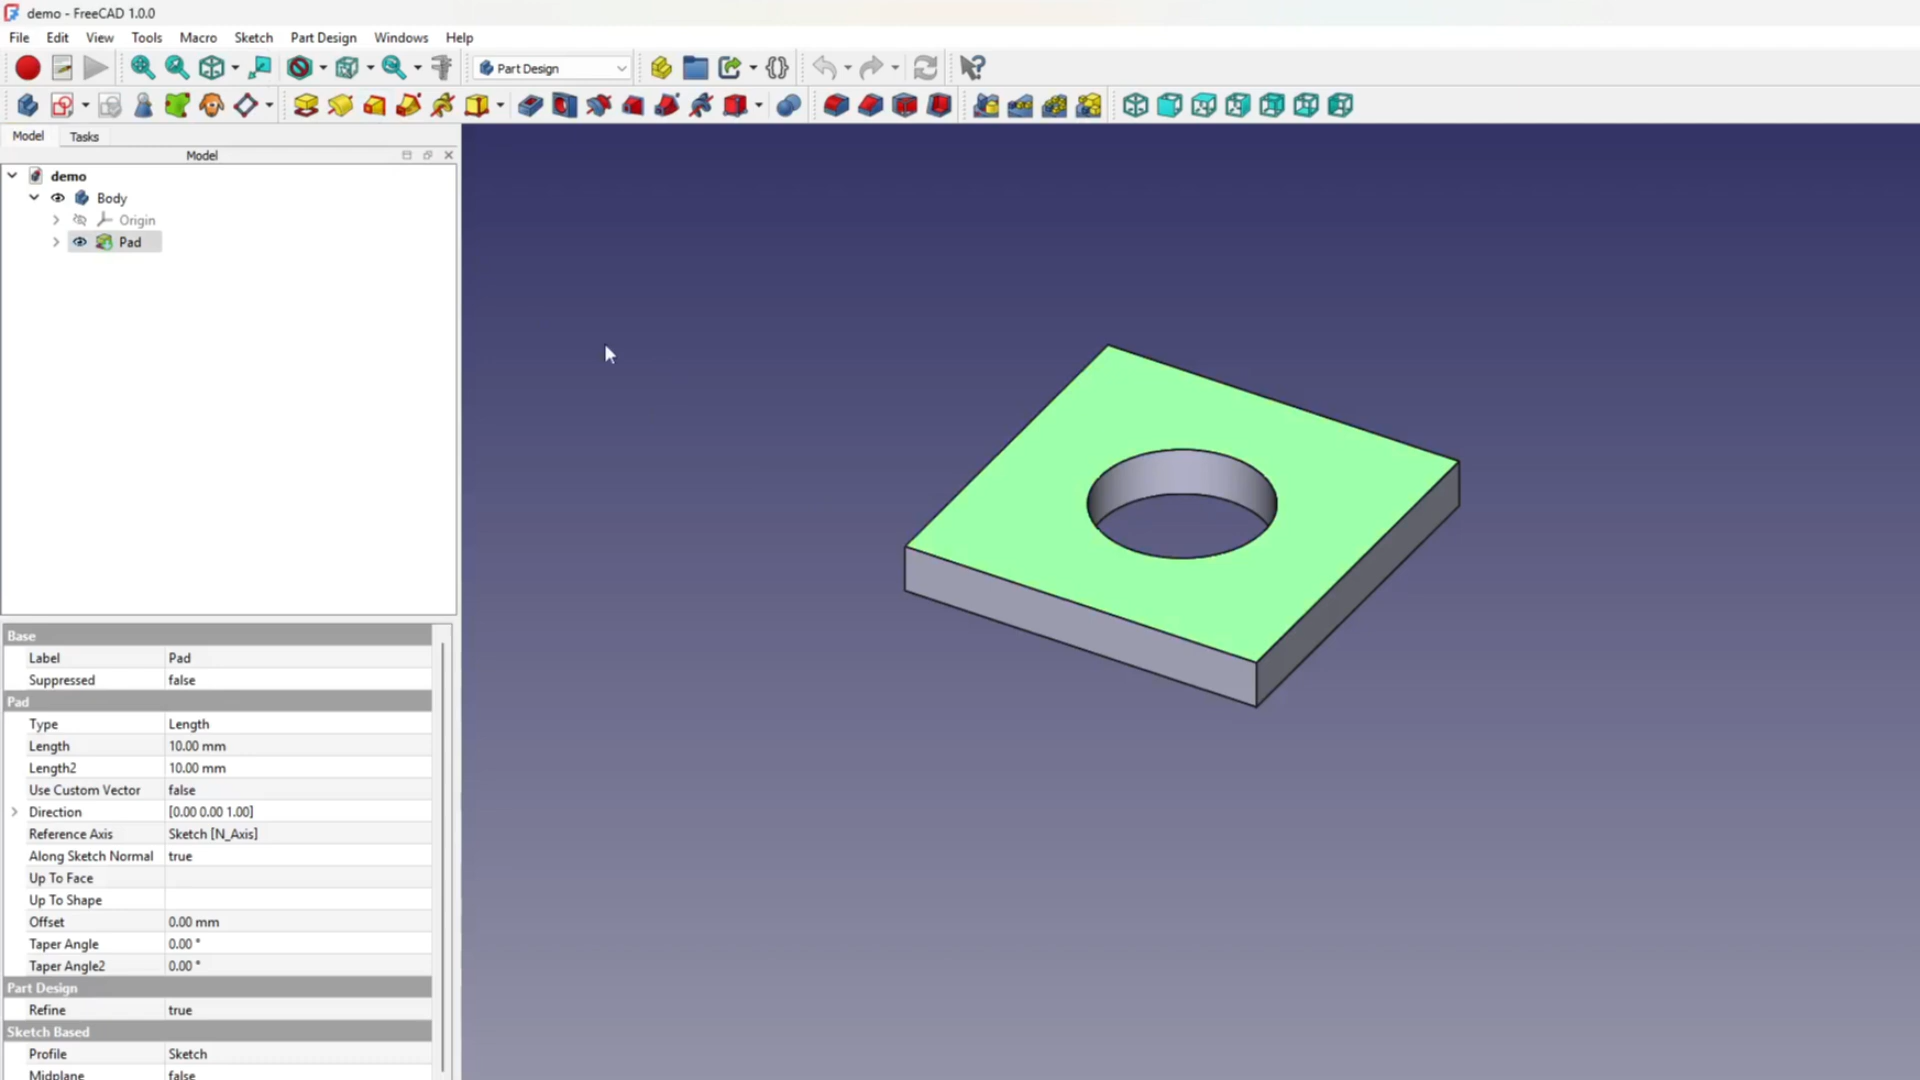 demo - FreeCAD 1.0.0
File Edit View Tools Macro Sketch Part Design Windows Help
Part Design
Model Tasks
Model
demo
Body
Origin
Pad
Base
Label Pad
Suppressed false
Pad
Type Length
Length 10.00 mm
Length2 10.00 mm
Use Custom Vector false
Direction [0.00 0.00 1.00]
Reference Axis Sketch [N_Axis]
Along Sketch Normal true
Up To Face
Up To Shape
Offset 0.00 mm
Taper Angle 0.00 °
Taper Angle2 0.00 °
Part Design
Refine true
Sketch Based
Profile Sketch
Midplane false